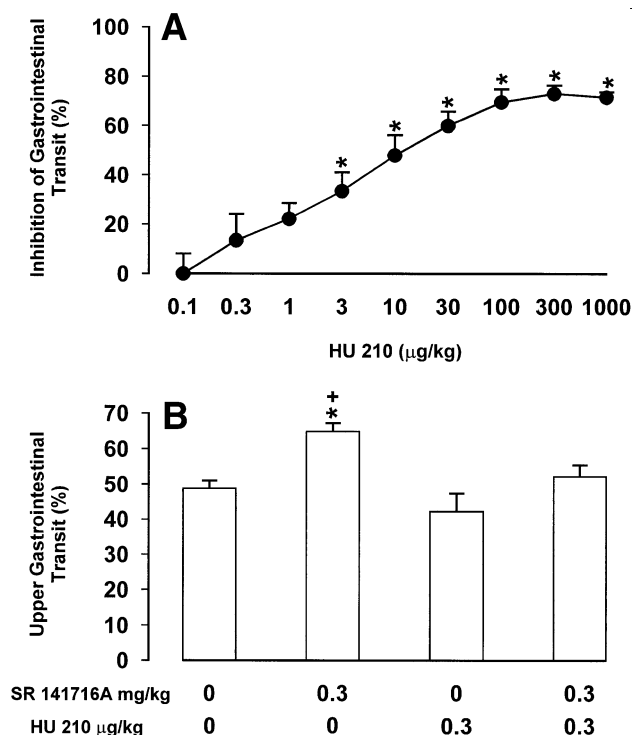 A
Inhibition of Gastrointestinal
Transit (%)
100
80
60
40
20
0
* * * * * *
0.1 0.3 1 3 10 30 100 300 1000
HU 210 (μg/kg)
B
Upper Gastrointestinal
Transit (%)
70
60
50
40
30
20
10
0
+
*
SR 141716A mg/kg 0 0.3 0 0.3
HU 210 μg/kg 0 0 0.3 0.3